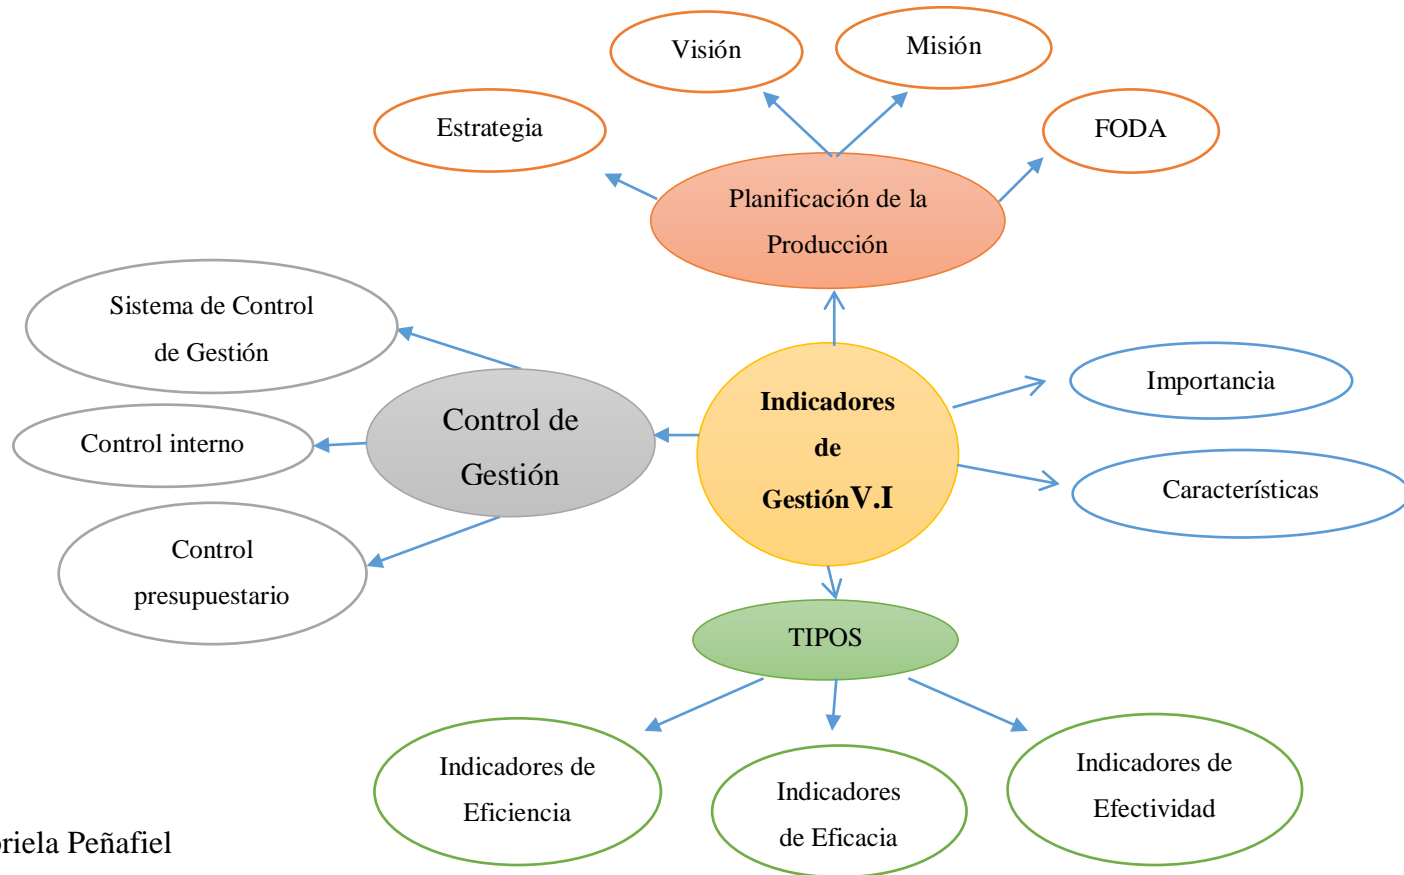 Visión
Misión
Estrategia
FODA
Planificación de la
Producción
Sistema de Control
de Gestión
Importancia
Control de
Gestión
Control interno
Indicadores
de
GestiónV.I
Características
Control
presupuestario
TIPOS
Indicadores de
Eficiencia
Indicadores
de Eficacia
Indicadores de
Efectividad
riela Peñafiel